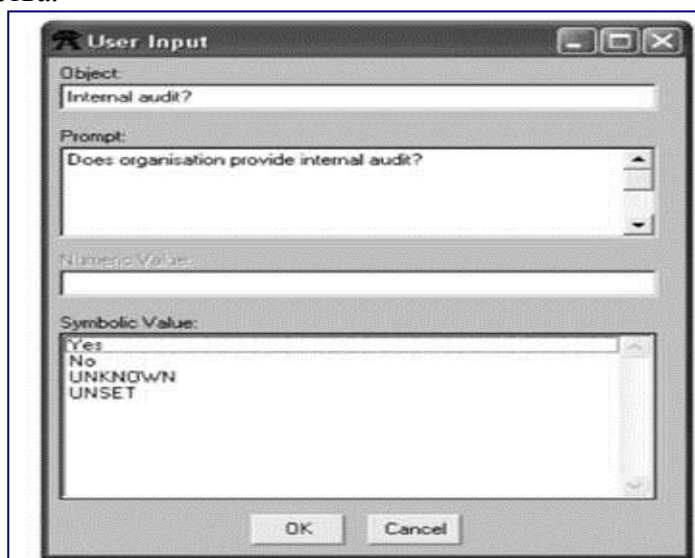 User Input
Object:
Internal audit?
Prompt:
Does organisation provide internal audit?
Numeric Value:
Symbolic Value:
Yes
No
UNKNOWN
UNSET
OK Cancel